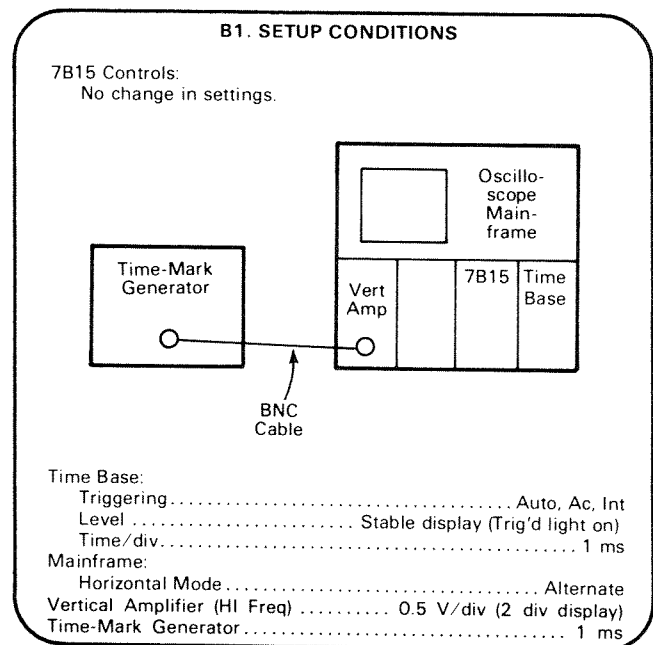 B1. SETUP CONDITIONS
7B15 Controls:
No change in settings.
Oscillo-
scope
Main-
frame
Time-Mark
Generator
Vert
Amp
7B15
Time
Base
BNC
Cable
Time Base:
Triggering............................................Auto, Ac, Int
Level ........................ Stable display (Trig'd light on)
Time/div.................................................. 1 ms
Mainframe:
Horizontal Mode..................................... Alternate
Vertical Amplifier (HI Freq) .......... 0.5 V/div (2 div display)
Time-Mark Generator....................................... 1 ms